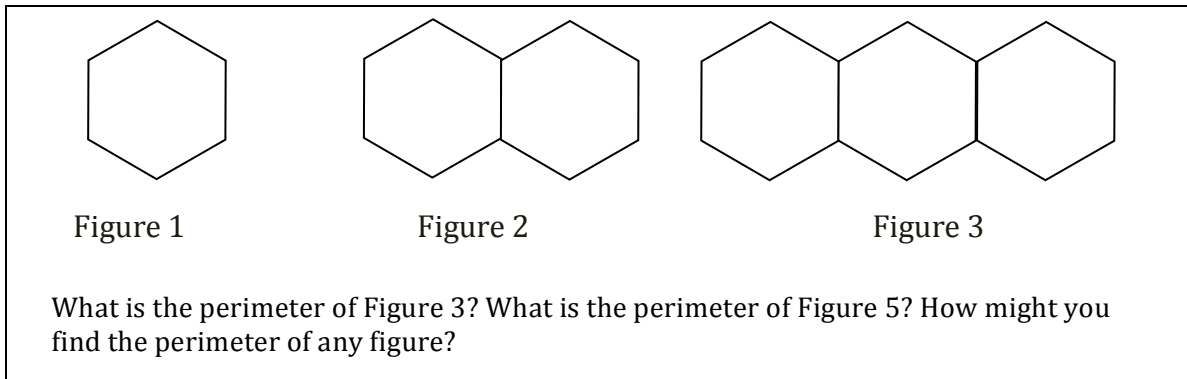 Figure 1 Figure 2 Figure 3
What is the perimeter of Figure 3? What is the perimeter of Figure 5? How might you
find the perimeter of any figure?